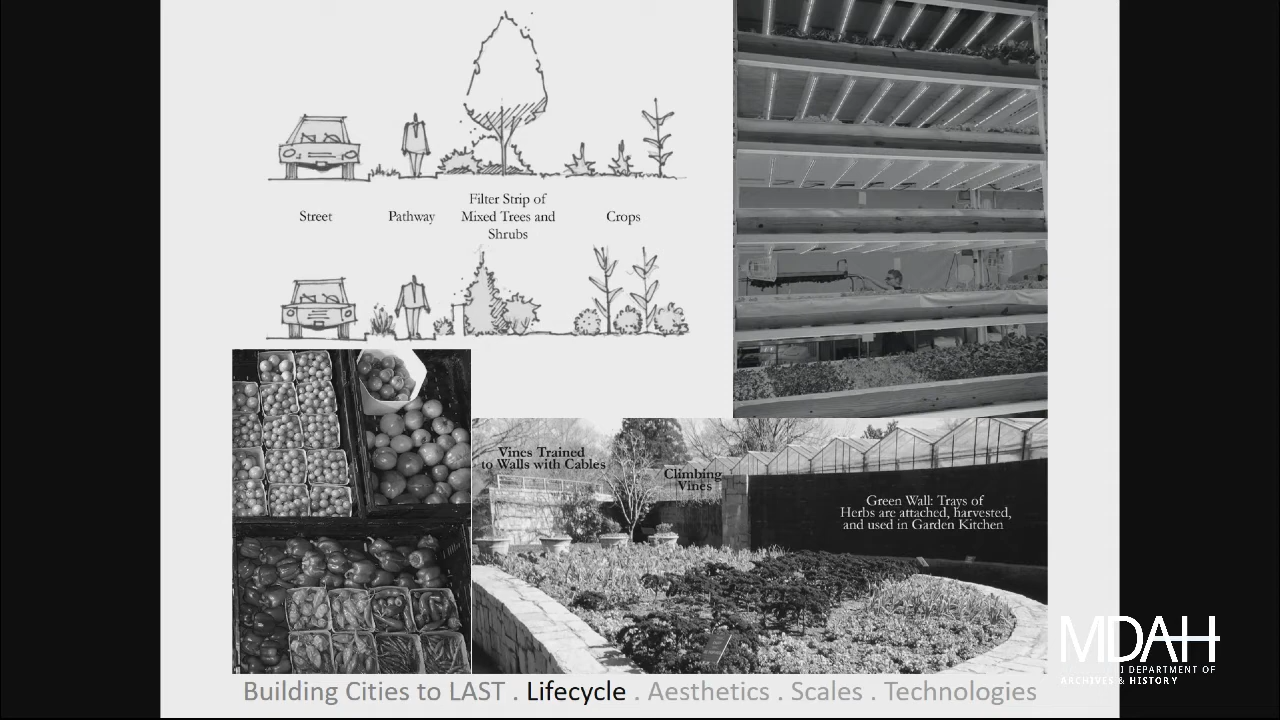 Street
Pathway
Filter Strip of
Mixed Trees and
Shrubs
Crops
Vines Trained
to Walls with Cables
Climbing
Vines
Green Wall: Trays of
Herbs are attached, harvested,
and used in Garden Kitchen
MDAH
DEPARTMENT OF
ARCHIVES & HISTORY
Building Cities to LAST . Lifecycle . Aesthetics . Scales . Technologies